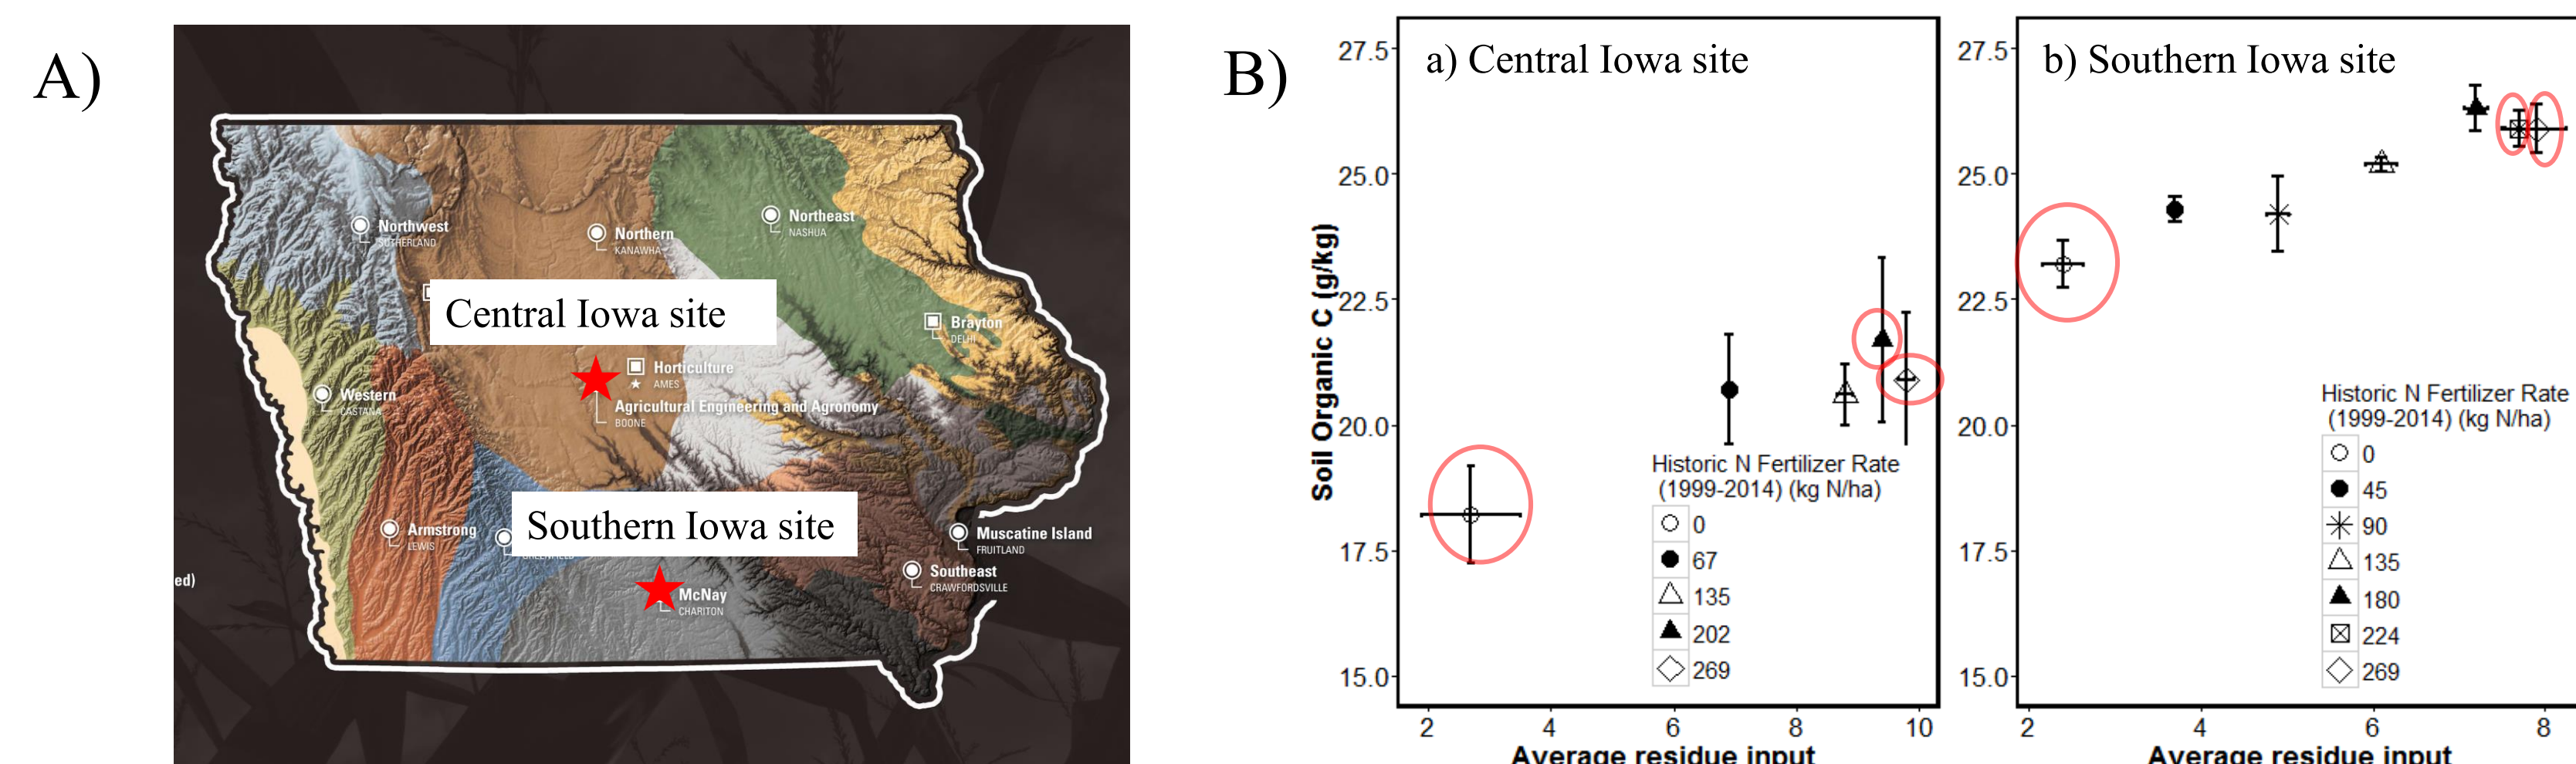 A)
Northwest
SUTHERLAND
Northern
KANAWHA
Northeast
NASHUA
Central Iowa site
Brayton
DELHI
Horticulture
AMES
Western
CASTANA
Agricultural Engineering and Agronomy
BOONE
Southern Iowa site
Armstrong
LEWIS
Muscatine Island
FRUITLAND
Southeast
CRAWFORDSVILLE
ed)
McNay
CHARITON
B)
Soil Organic C (g/kg)
a) Central Iowa site
27.5
25.0
22.5
20.0
17.5
15.0
Historic N Fertilizer Rate
(1999-2014) (kg N/ha)
0
67
135
202
269
2 4 6 8 10
Average residue input
b) Southern Iowa site
27.5
25.0
22.5
20.0
17.5
15.0
Historic N Fertilizer Rate
(1999-2014) (kg N/ha)
0
45
90
135
180
224
269
2 4 6 8
Average residue input